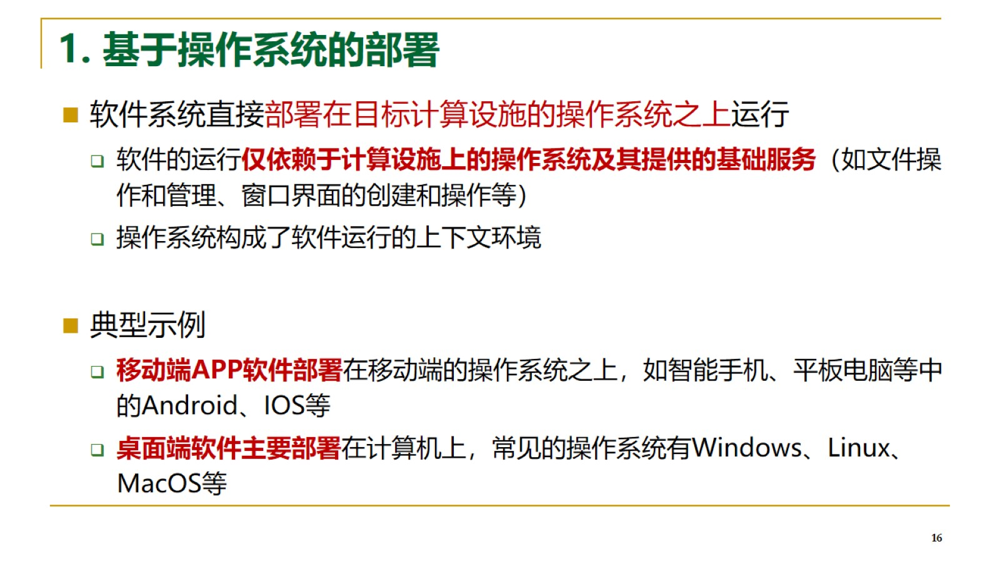 1. 基于操作系统的部署
软件系统直接部署在目标计算设施的操作系统之上运行
软件的运行仅依赖于计算设施上的操作系统及其提供的基础服务（如文件操
作和管理、窗口界面的创建和操作等）
操作系统构成了软件运行的上下文环境
典型示例
移动端APP软件部署在移动端的操作系统之上，如智能手机、平板电脑等中
的Android、IOS等
桌面端软件主要部署在计算机上，常见的操作系统有Windows、Linux、
MacOS等
16